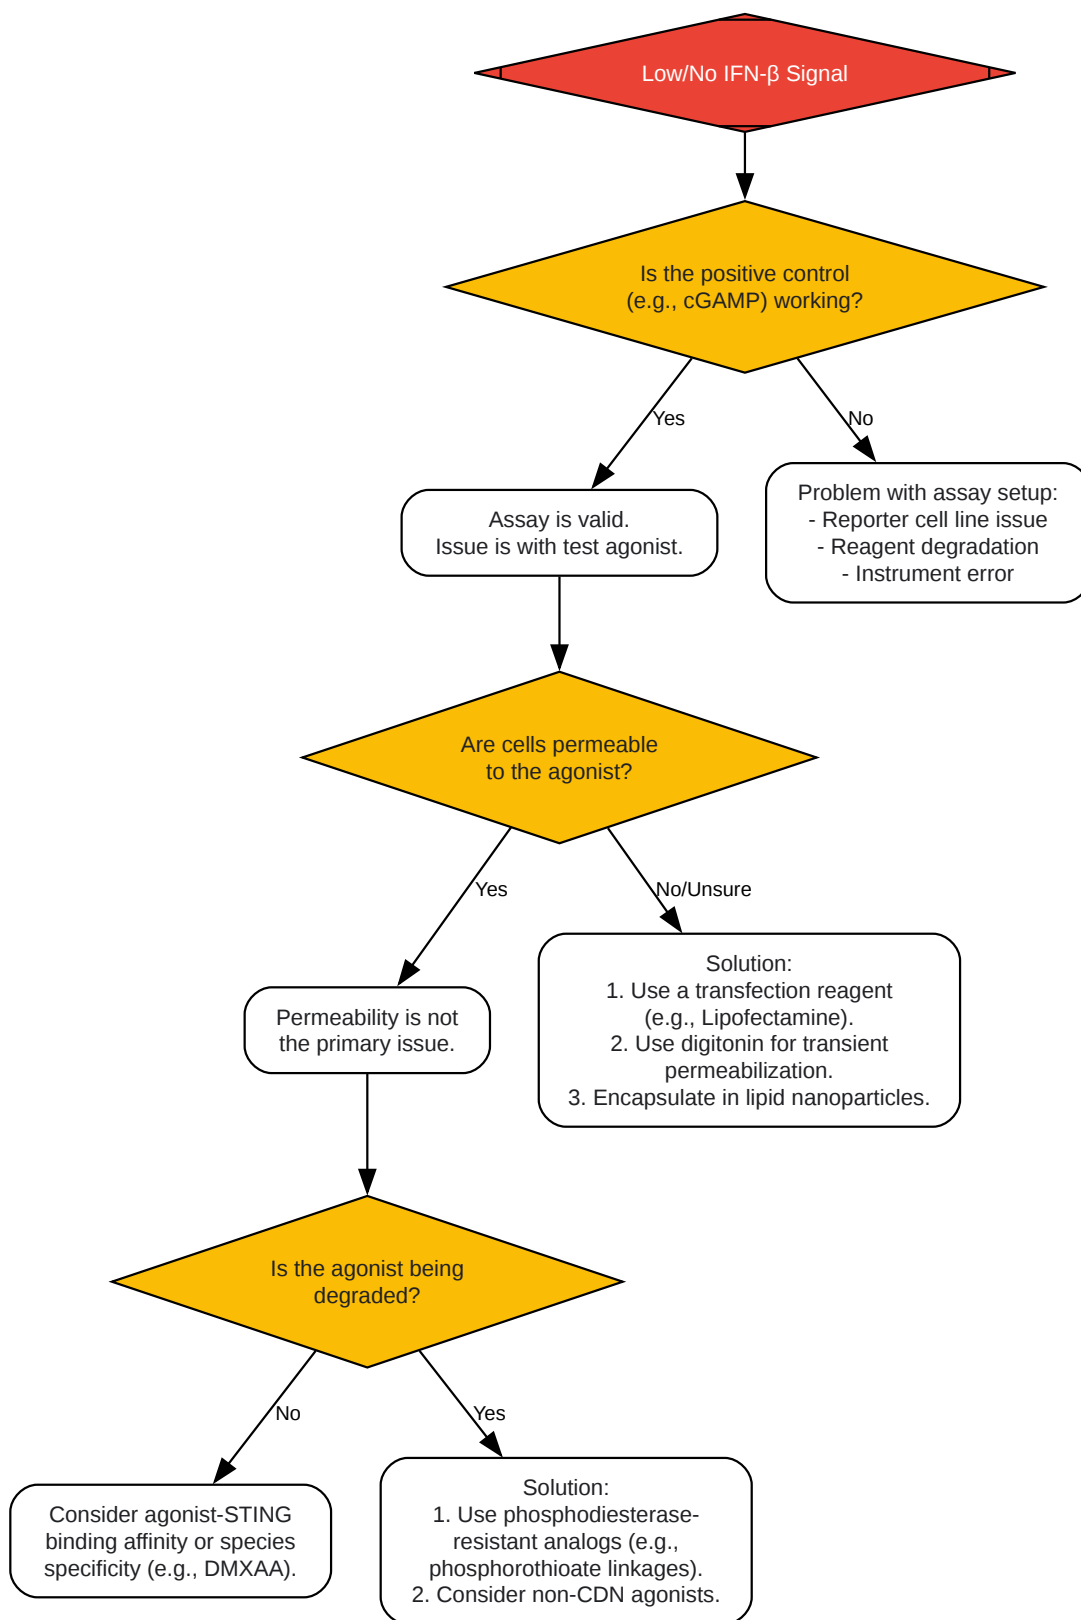 Low/No IFN-β Signal
Is the positive control
(e.g., cGAMP) working?
Yes
No
Assay is valid.
Issue is with test agonist.
Problem with assay setup:
- Reporter cell line issue
- Reagent degradation
- Instrument error
Are cells permeable
to the agonist?
Yes
No/Unsure
Permeability is not
the primary issue.
Solution:
1. Use a transfection reagent
(e.g., Lipofectamine).
2. Use digitonin for transient
permeabilization.
3. Encapsulate in lipid nanoparticles.
Is the agonist being
degraded?
No
Yes
Consider agonist-STING
binding affinity or species
specificity (e.g., DMXAA).
Solution:
1. Use phosphodiesterase-
resistant analogs (e.g.,
phosphorothioate linkages).
2. Consider non-CDN agonists.